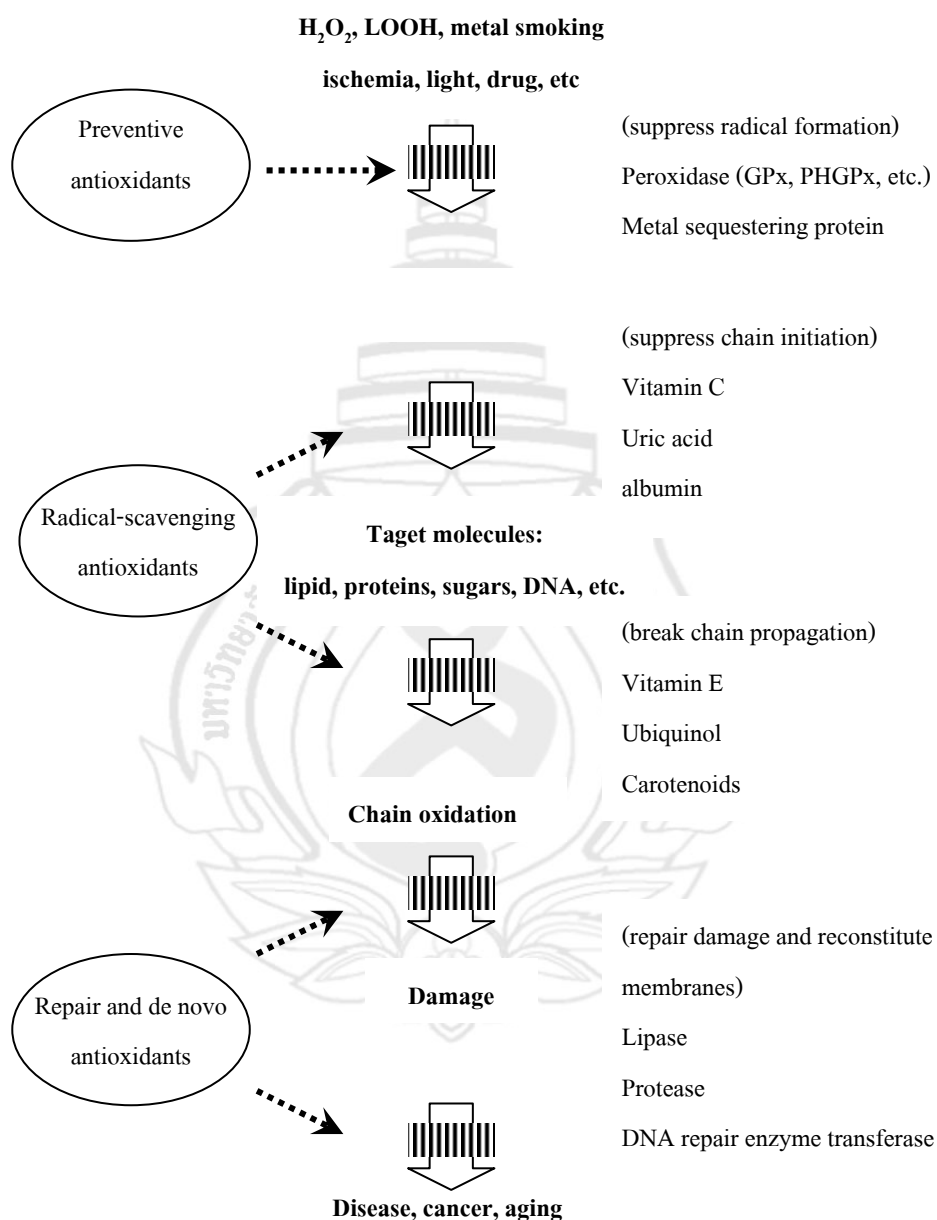 H₂O₂, LOOH, metal smoking
ischemia, light, drug, etc
Preventive
antioxidants
(suppress radical formation)
Peroxidase (GPx, PHGPx, etc.)
Metal sequestering protein
(suppress chain initiation)
Vitamin C
Uric acid
albumin
Radical-scavenging
antioxidants
Taget molecules:
lipid, proteins, sugars, DNA, etc.
(break chain propagation)
Vitamin E
Ubiquinol
Carotenoids
Chain oxidation
(repair damage and reconstitute
membranes)
Lipase
Protease
DNA repair enzyme transferase
Damage
Repair and de novo
antioxidants
Disease, cancer, aging